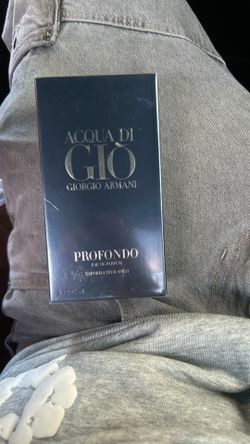 ACQUA DI
GIÒ
GIORGIO ARMANI
PROFONDO
EAU DE PARFUM
VAPORISATEUR SPRAY